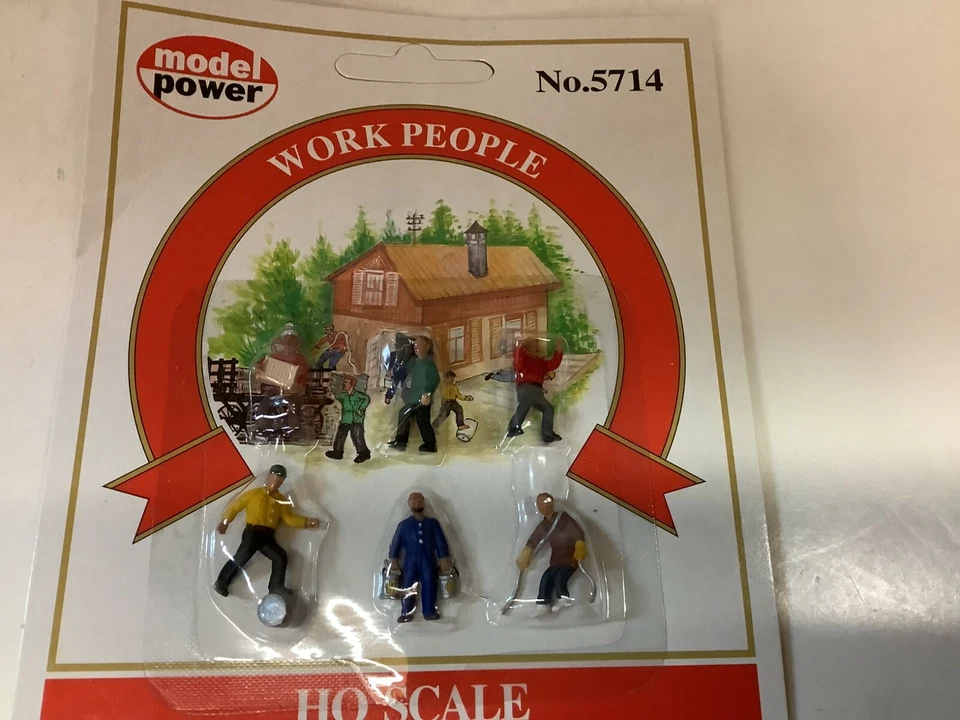 model
power
No.5714
WORK PEOPLE
HO SCALE